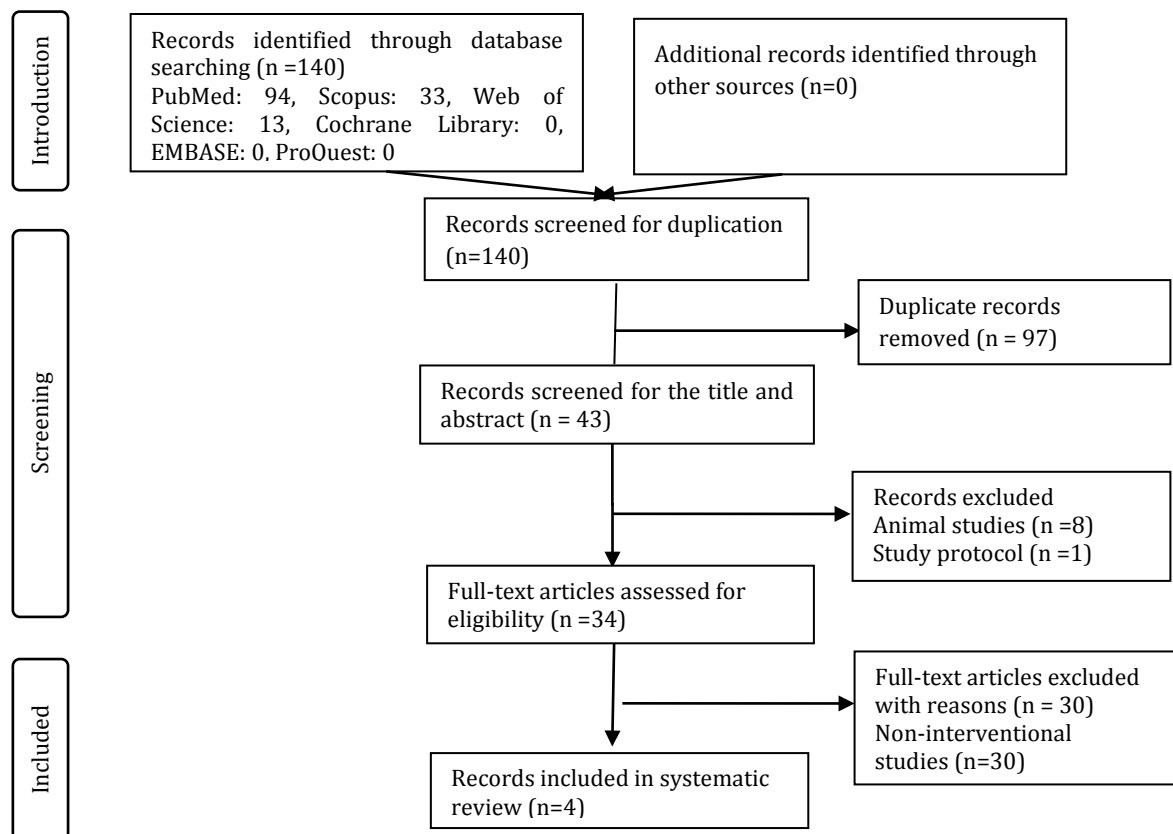 Introduction
Records identified through database
searching (n =140)
PubMed: 94, Scopus: 33, Web of
Science: 13, Cochrane Library: 0,
EMBASE: 0, ProQuest: 0
Additional records identified through
other sources (n=0)
Records screened for duplication
(n=140)
Screening
Duplicate records
removed (n = 97)
Records screened for the title and
abstract (n = 43)
Records excluded
Animal studies (n =8)
Study protocol (n =1)
Full-text articles assessed for
eligibility (n =34)
Included
Full-text articles excluded
with reasons (n = 30)
Non-interventional
studies (n=30)
Records included in systematic
review (n=4)